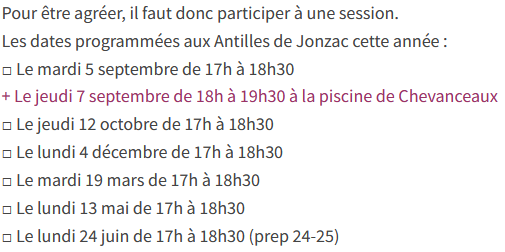 Pour être agréer, il faut donc participer à une session.
Les dates programmées aux Antilles de Jonzac cette année :
□ Le mardi 5 septembre de 17h à 18h30
+ Le jeudi 7 septembre de 18h à 19h30 à la piscine de Chevanceaux
□ Le jeudi 12 octobre de 17h à 18h30
□ Le lundi 4 décembre de 17h à 18h30
□ Le mardi 19 mars de 17h à 18h30
□ Le lundi 13 mai de 17h à 18h30
□ Le lundi 24 juin de 17h à 18h30 (prep 24-25)